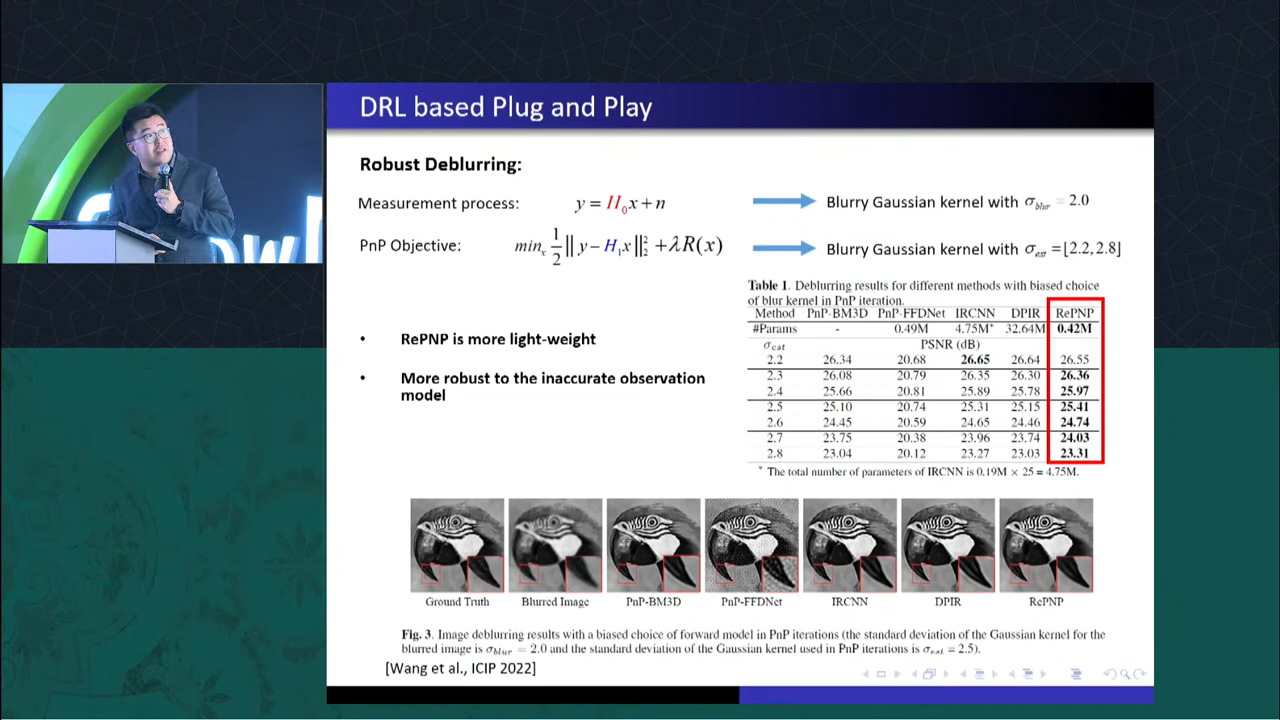 DRL based Plug and Play
Robust Deblurring:
Measurement process: y = H₀x + n Blurry Gaussian kernel with σ_blur = 2.0
PnP Objective: min_x 1/2 || y − H₁x ||₂² + λR(x) Blurry Gaussian kernel with σ_est = [2.2, 2.8]
• RePNP is more light-weight
• More robust to the inaccurate observation
model
Table 1. Deblurring results for different methods with biased choice
of blur kernel in PnP iteration.
Method PnP-BM3D PnP-FFDNet IRCNN DPIR RePNP
#Params - 0.49M 4.75M* 32.64M 0.42M
σ_est PSNR (dB)
2.2 26.34 20.68 26.65 26.64 26.55
2.3 26.08 20.79 26.35 26.30 26.36
2.4 25.66 20.81 25.89 25.78 25.97
2.5 25.10 20.74 25.31 25.15 25.41
2.6 24.45 20.59 24.65 24.46 24.74
2.7 23.75 20.38 23.96 23.74 24.03
2.8 23.04 20.12 23.27 23.03 23.31
* The total number of parameters of IRCNN is 0.19M × 25 = 4.75M.
Ground Truth Blurred Image PnP-BM3D PnP-FFDNet IRCNN DPIR RePNP
Fig. 3. Image deblurring results with a biased choice of forward model in PnP iterations (the standard deviation of the Gaussian kernel for the
blurred image is σ_blur = 2.0 and the standard deviation of the Gaussian kernel used in PnP iterations is σ_est = 2.5).
[Wang et al., ICIP 2022]